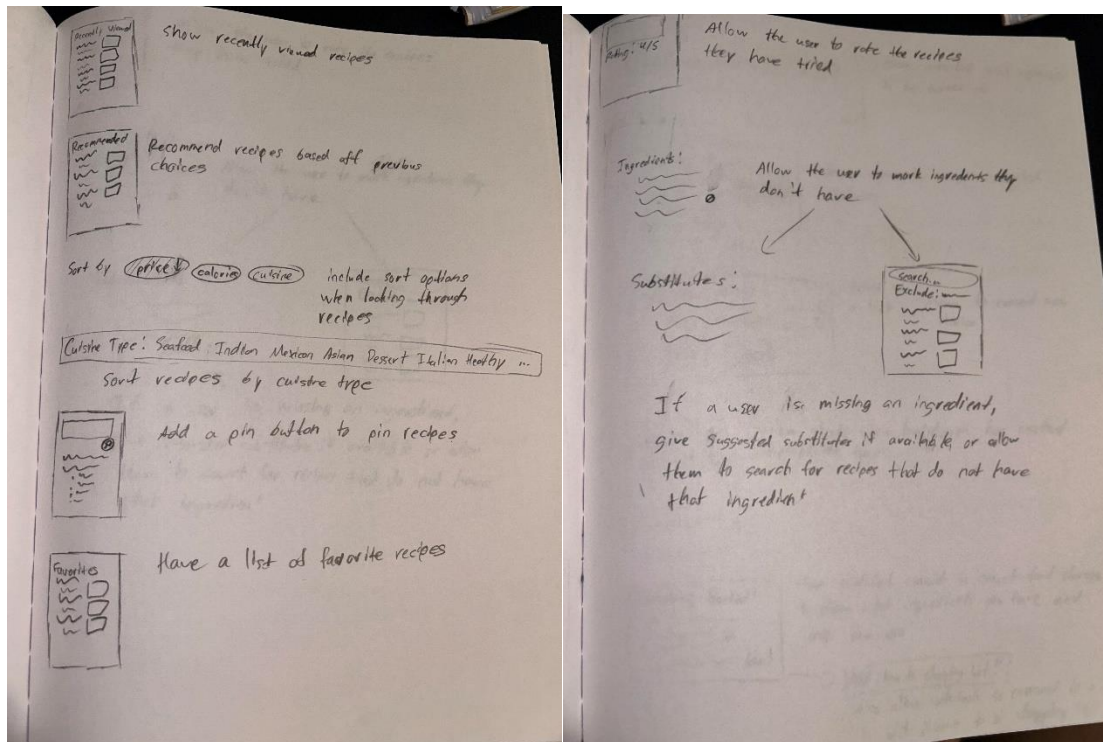 Recently Viewed
Show recently viewed recipes
Recommended
Recommend recipes based off previous
choices
Sort by price calories cuisine
include sort options
when looking through
recipes
Cuisine Type: Seafood Indian Mexican Asian Dessert Italian Healthy ...
Sort recipes by cuisine type
Add a pin button to pin recipes
Have a list of favorite recipes
Favorites
Rating: 4/5
Allow the user to rate the recipes
they have tried
Ingredients:
Allow the user to mark ingredents they
don't have
Substitutes:
Search...
Exclude:
If a user is missing an ingredient,
give suggested substitutes if available, or allow
them to search for recipes that do not have
that ingredient